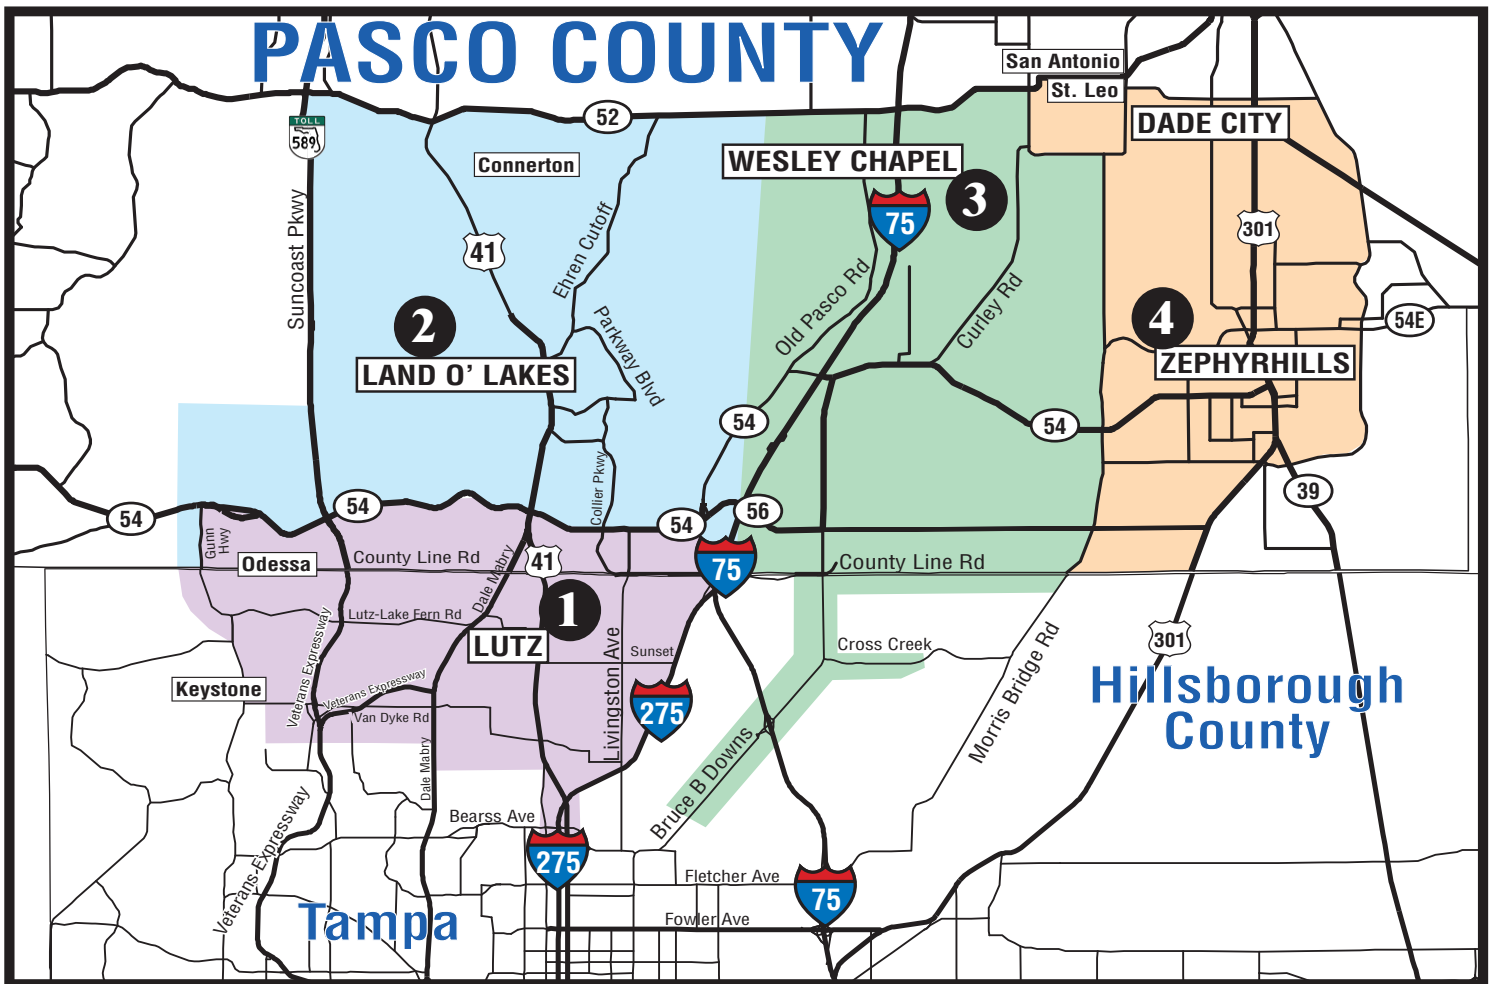 PASCO COUNTY
San Antonio
St. Leo
52
TOLL
589
DADE CITY
Connerton
WESLEY CHAPEL
3
75
41
301
Suncoast Pkwy
Ehren Cutoff
Old Pasco Rd
Curley Rd
2
4
54E
Parkway Blvd
LAND O' LAKES
ZEPHYRHILLS
54
54
Collier Pkwy
39
54
54
54
56
Gunn
Hwy
Odessa
County Line Rd
Dale Mabry
41
75
County Line Rd
1
Lutz-Lake Fern Rd
LUTZ
Livingston Ave
Sunset
Cross Creek
Morris Bridge Rd
301
Keystone
Veterans Expressway
Veterans Expressway
Van Dyke Rd
275
Hillsborough
County
Dale Mabry
Bruce B Downs
Veterans Expressway
Bearss Ave
275
Fletcher Ave
75
Tampa
Fowler Ave